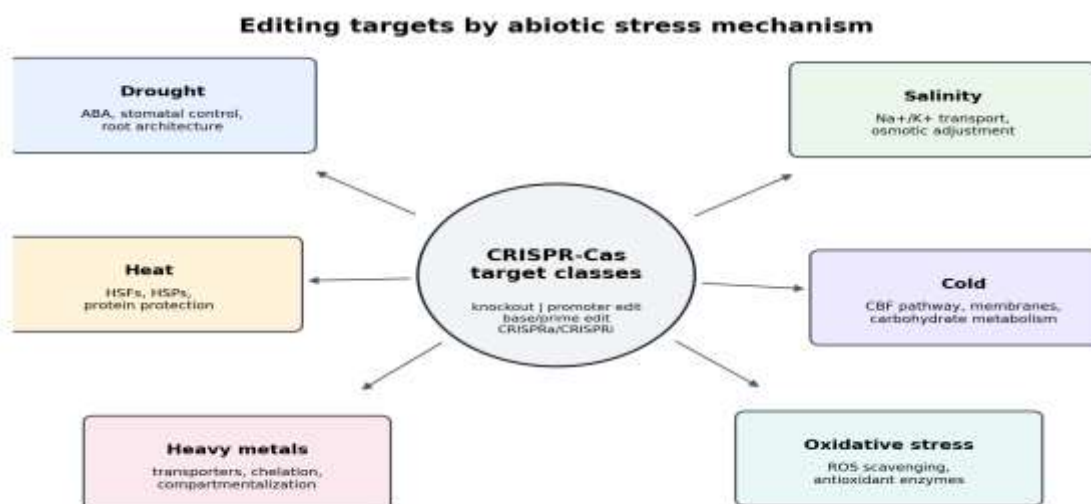 Editing targets by abiotic stress mechanism
Drought
ABA, stomatal control,
root architecture
Salinity
Na+/K+ transport,
osmotic adjustment
CRISPR-Cas
target classes
knockout | promoter edit
base/prime edit
CRISPRa/CRISPRi
Heat
HSFs, HSPs,
protein protection
Cold
CBF pathway, membranes,
carbohydrate metabolism
Heavy metals
transporters, chelation,
compartmentalization
Oxidative stress
ROS scavenging,
antioxidant enzymes